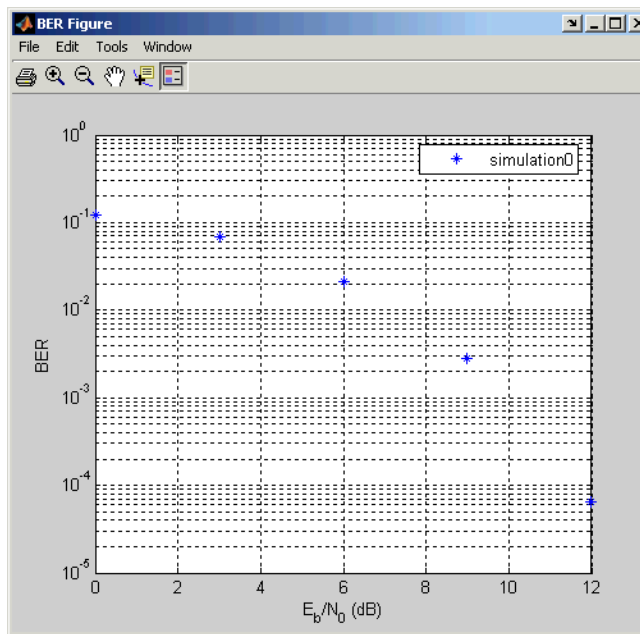 BER Figure
File Edit Tools Window
simulation0
10^0
10^-1
10^-2
10^-3
10^-4
10^-5
BER
0 2 4 6 8 10 12
E_b/N_0 (dB)